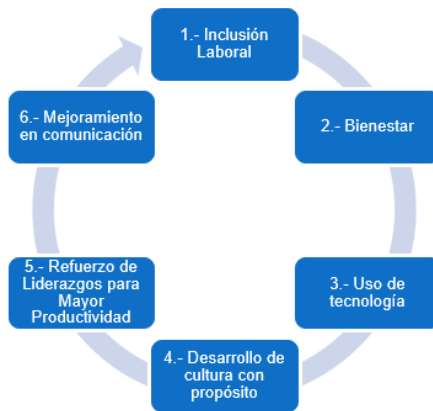 1.- Inclusión
Laboral
2.- Bienestar
3.- Uso de
tecnología
4.- Desarrollo de
cultura con
propósito
5.- Refuerzo de
Liderazgos para
Mayor
Productividad
6.- Mejoramiento
en comunicación